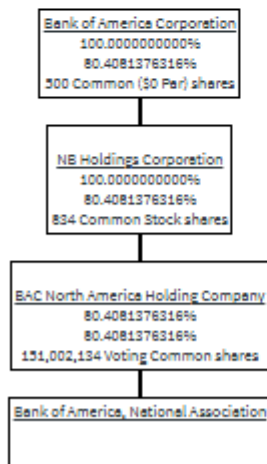 Bank of America Corporation
100.0000000000%
80.4081376316%
500 Common ($0 Par) shares
NB Holdings Corporation
100.0000000000%
80.4081376316%
834 Common Stock shares
BAC North America Holding Company
80.4081376316%
80.4081376316%
151,002,134 Voting Common shares
Bank of America, National Association